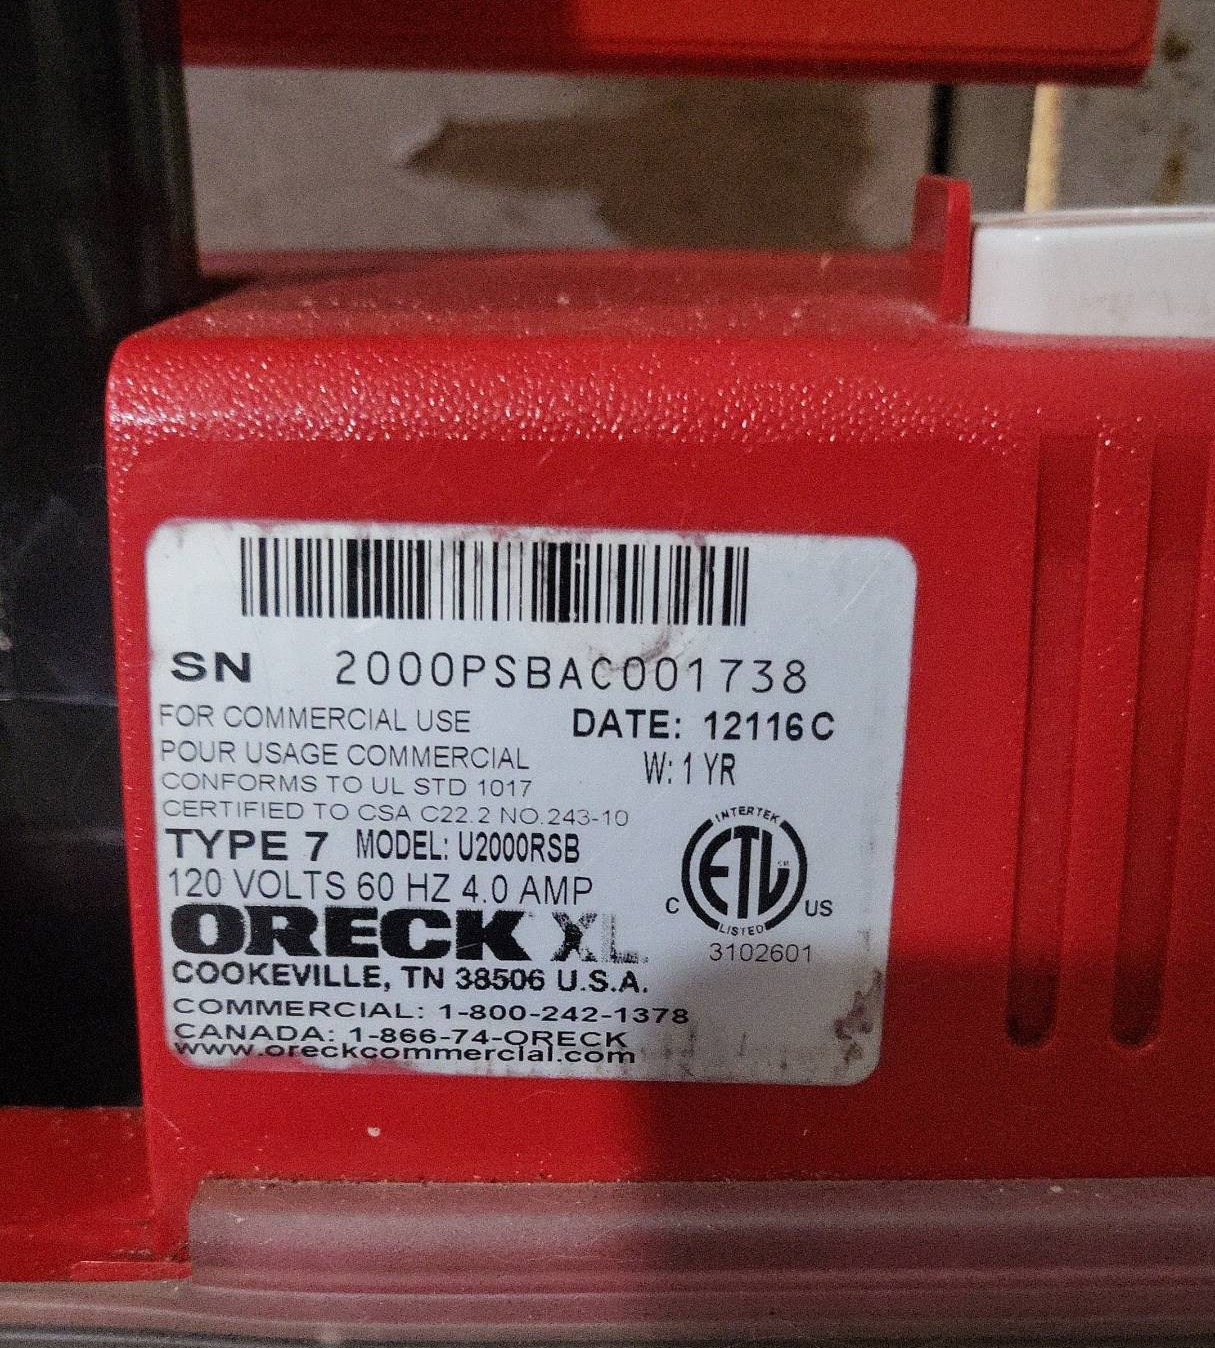 SN 2000PSBAC001738
FOR COMMERCIAL USE DATE: 12116C
POUR USAGE COMMERCIAL W: 1 YR
CONFORMS TO UL STD 1017
CERTIFIED TO CSA C22.2 NO.243-10
TYPE 7 MODEL: U2000RSB
120 VOLTS 60 HZ 4.0 AMP
ORECK XL
COOKEVILLE, TN 38506 U.S.A.
COMMERCIAL: 1-800-242-1378
CANADA: 1-866-74-ORECK
www.oreckcommercial.com
INTERTEK
ETL
SM
C US
LISTED
3102601